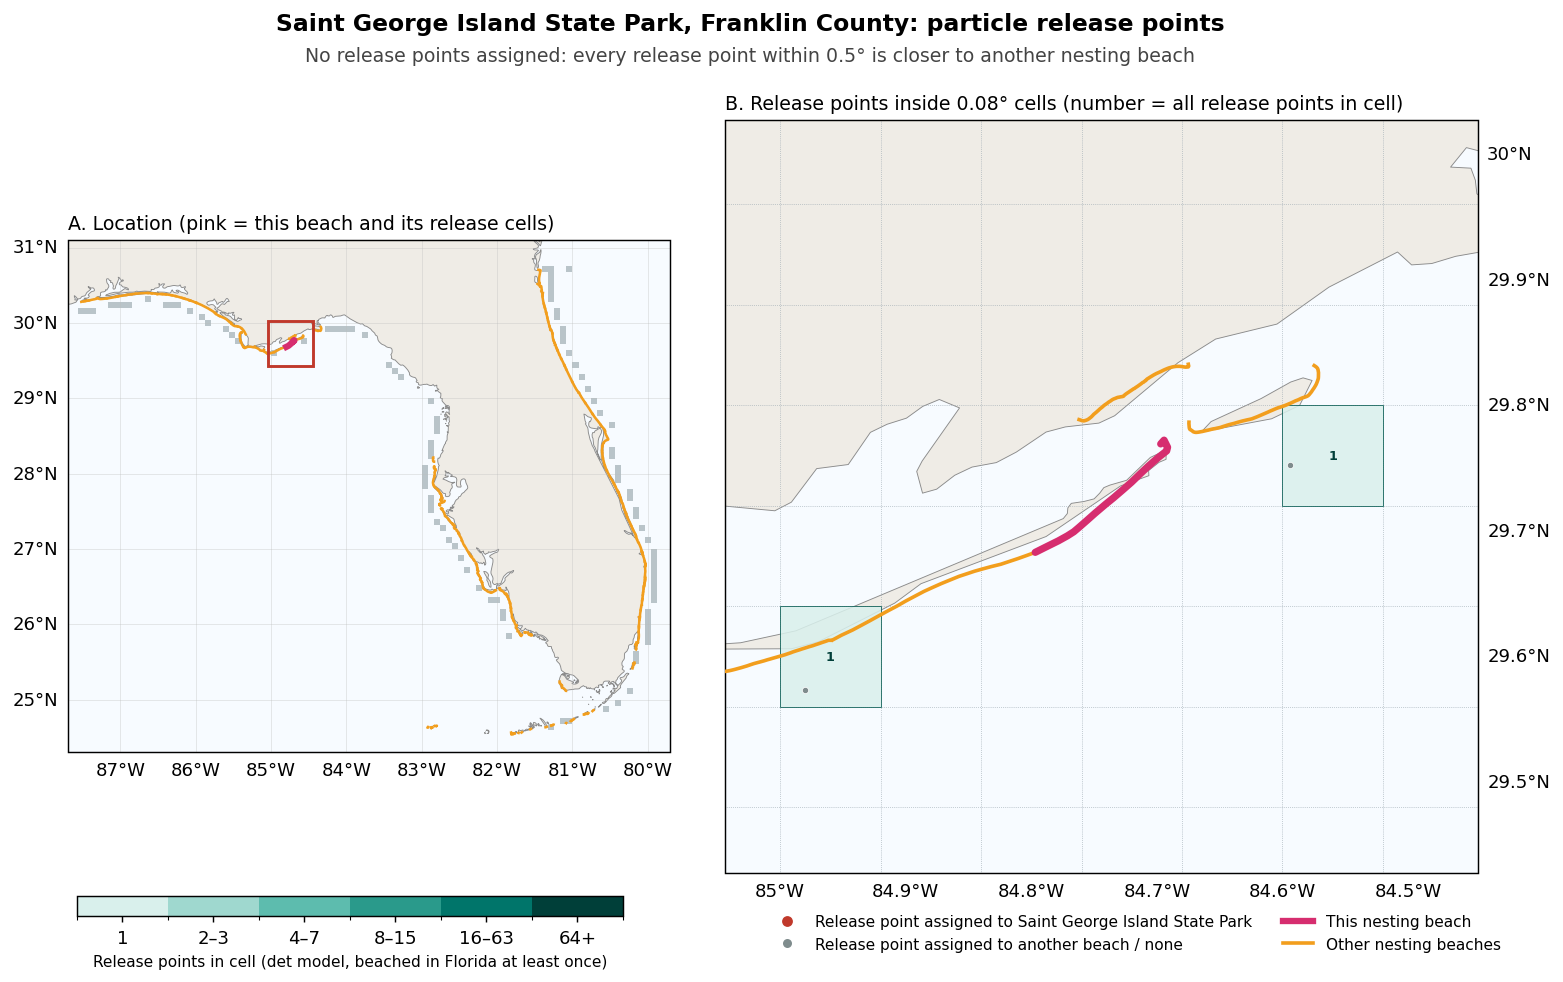 Saint George Island State Park, Franklin County: particle release points
No release points assigned: every release point within 0.5° is closer to another nesting beach
A. Location (pink = this beach and its release cells)
31°N
30°N
29°N
28°N
27°N
26°N
25°N
87°W 86°W 85°W 84°W 83°W 82°W 81°W 80°W
B. Release points inside 0.08° cells (number = all release points in cell)
30°N
29.9°N
29.8°N
1
29.7°N
1
29.6°N
29.5°N
85°W 84.9°W 84.8°W 84.7°W 84.6°W 84.5°W
1 2–3 4–7 8–15 16–63 64+
Release points in cell (det model, beached in Florida at least once)
Release point assigned to Saint George Island State Park
Release point assigned to another beach / none
This nesting beach
Other nesting beaches